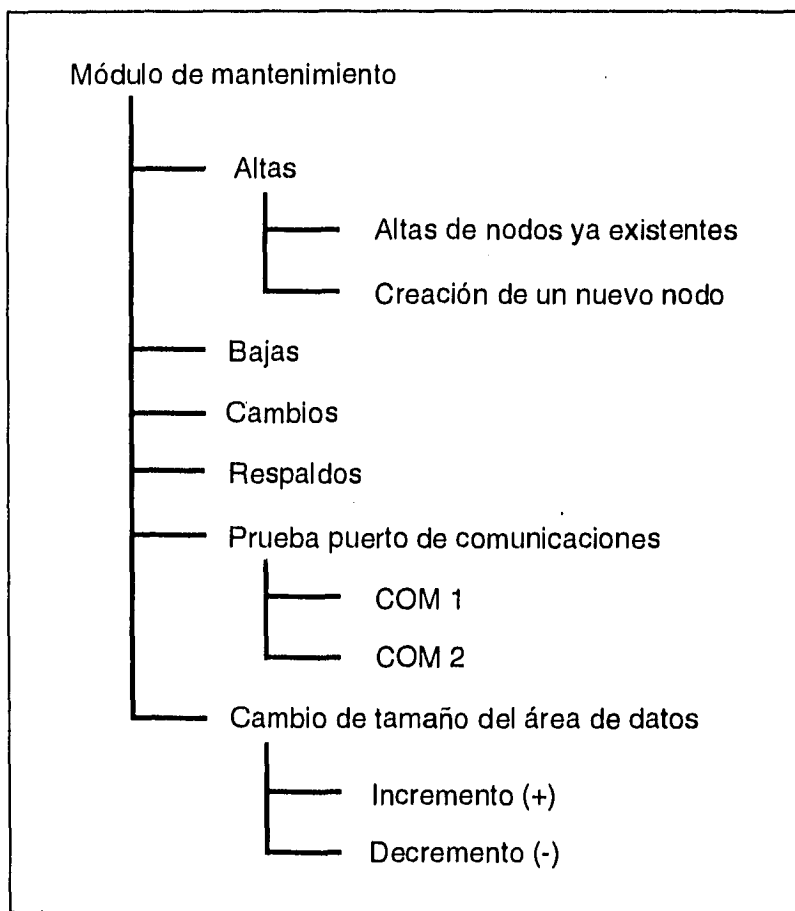 Módulo de mantenimiento
Altas
Altas de nodos ya existentes
Creación de un nuevo nodo
Bajas
Cambios
Respaldos
Prueba puerto de comunicaciones
COM 1
COM 2
Cambio de tamaño del área de datos
Incremento (+)
Decremento (-)